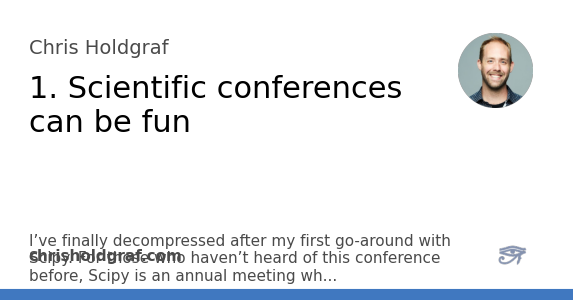 Chris Holdgraf
1. Scientific conferences
can be fun
I’ve finally decompressed after my first go-around with
chrisholdgraf.com
Scipy. For those who haven’t heard of this conference
before, Scipy is an annual meeting wh...